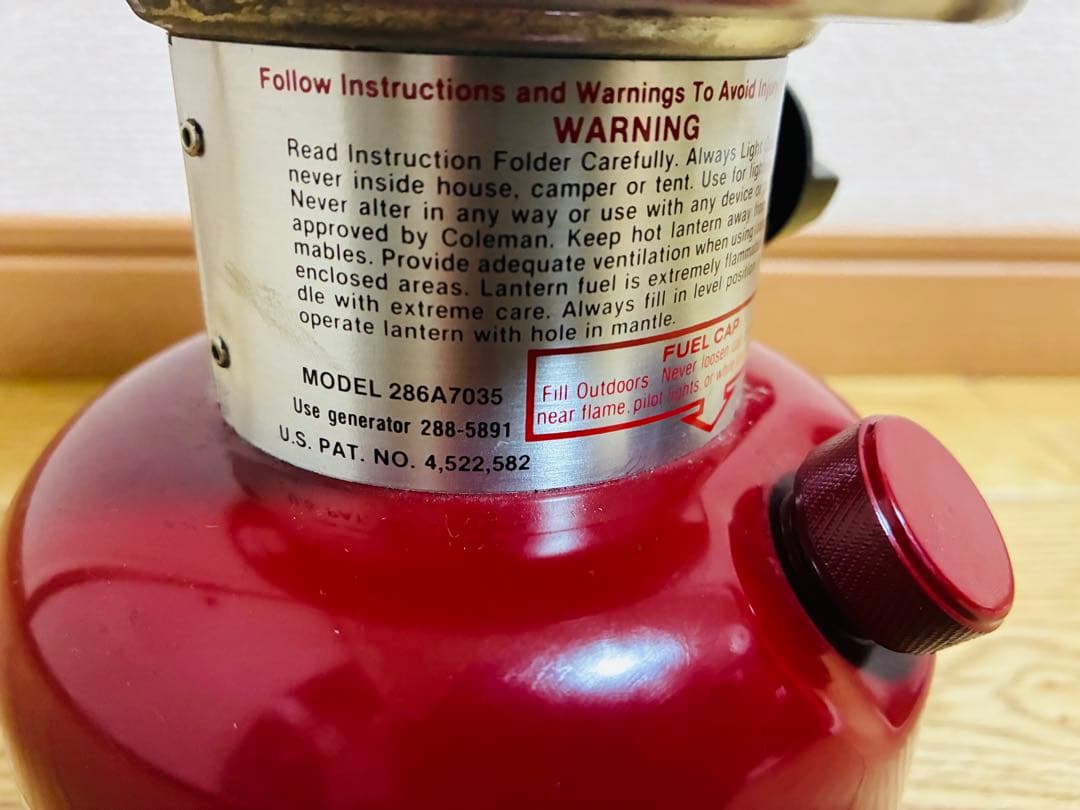 Follow Instructions and Warnings To Avoid
WARNING
Read Instruction Folder Carefully. Always Light
never inside house, camper or tent. Use for
Never alter in any way or use with any device
approved by Coleman. Keep hot lantern away
mables. Provide adequate ventilation when using
enclosed areas. Lantern fuel is extremely
dle with extreme care. Always fill in level
operate lantern with hole in mantle.
FUEL CAP
Fill Outdoors Never loosen
near flame, pilot lights or
MODEL 286A7035
Use generator 288-5891
U.S. PAT. NO. 4,522,582